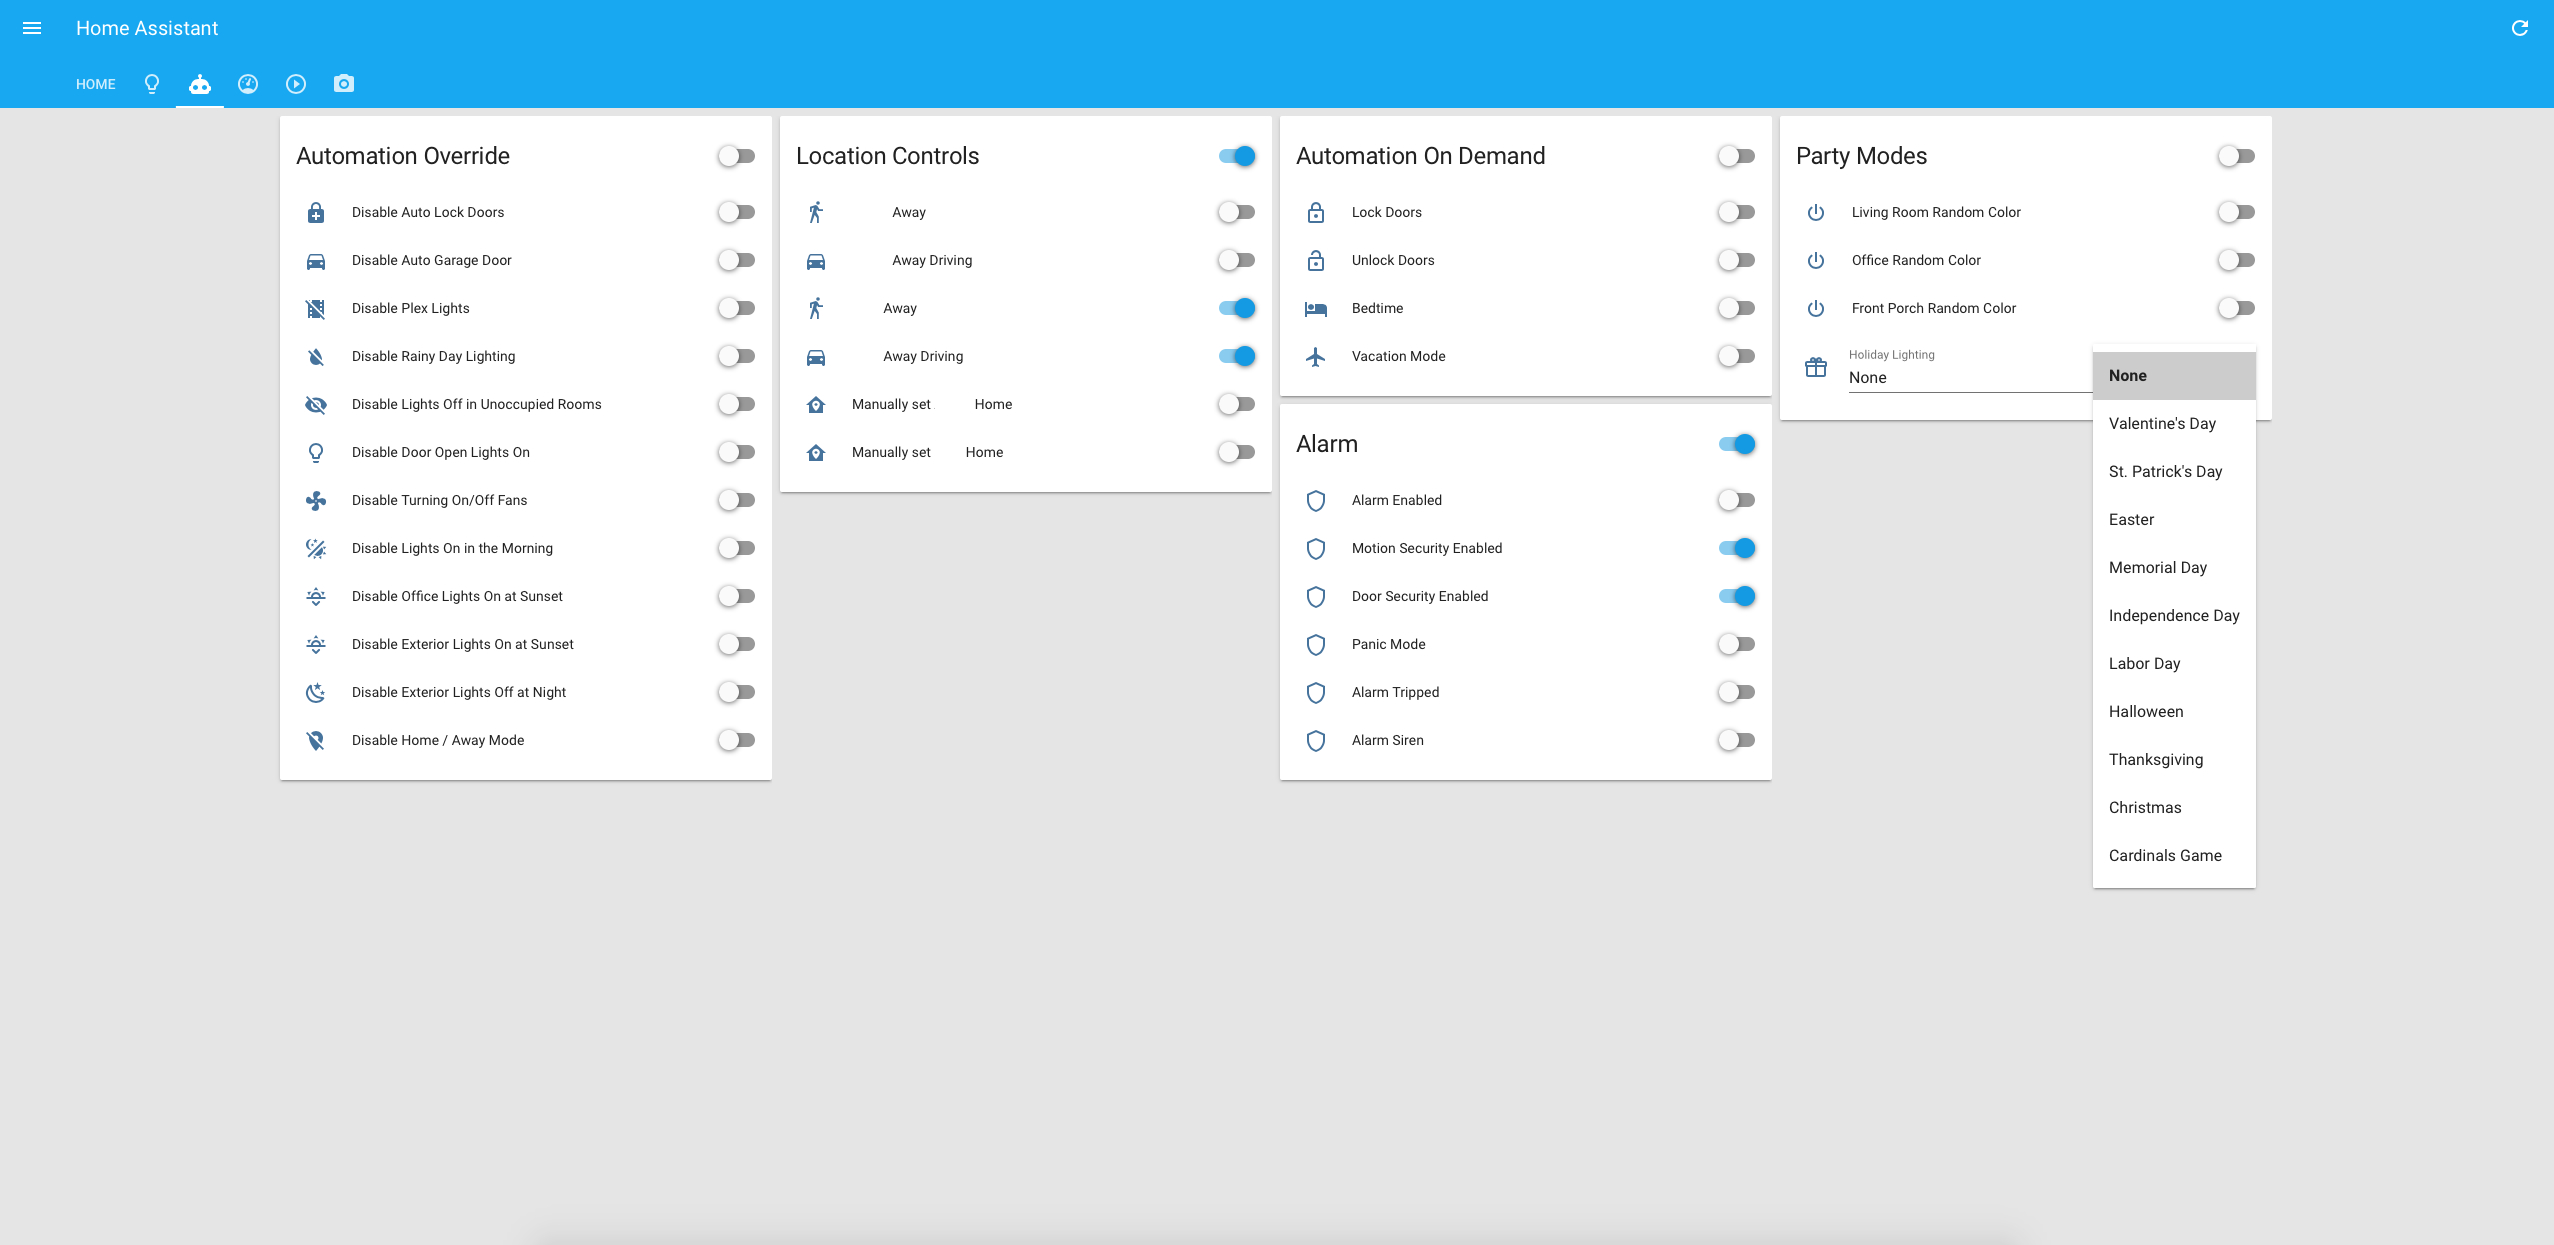 Home Assistant
HOME
Automation Override
Disable Auto Lock Doors
Disable Auto Garage Door
Disable Plex Lights
Disable Rainy Day Lighting
Disable Lights Off in Unoccupied Rooms
Disable Door Open Lights On
Disable Turning On/Off Fans
Disable Lights On in the Morning
Disable Office Lights On at Sunset
Disable Exterior Lights On at Sunset
Disable Exterior Lights Off at Night
Disable Home / Away Mode
Location Controls
Away
Away Driving
Away
Away Driving
Manually set Home
Manually set Home
Automation On Demand
Lock Doors
Unlock Doors
Bedtime
Vacation Mode
Alarm
Alarm Enabled
Motion Security Enabled
Door Security Enabled
Panic Mode
Alarm Tripped
Alarm Siren
Party Modes
Living Room Random Color
Office Random Color
Front Porch Random Color
Holiday Lighting
None
None
Valentine's Day
St. Patrick's Day
Easter
Memorial Day
Independence Day
Labor Day
Halloween
Thanksgiving
Christmas
Cardinals Game